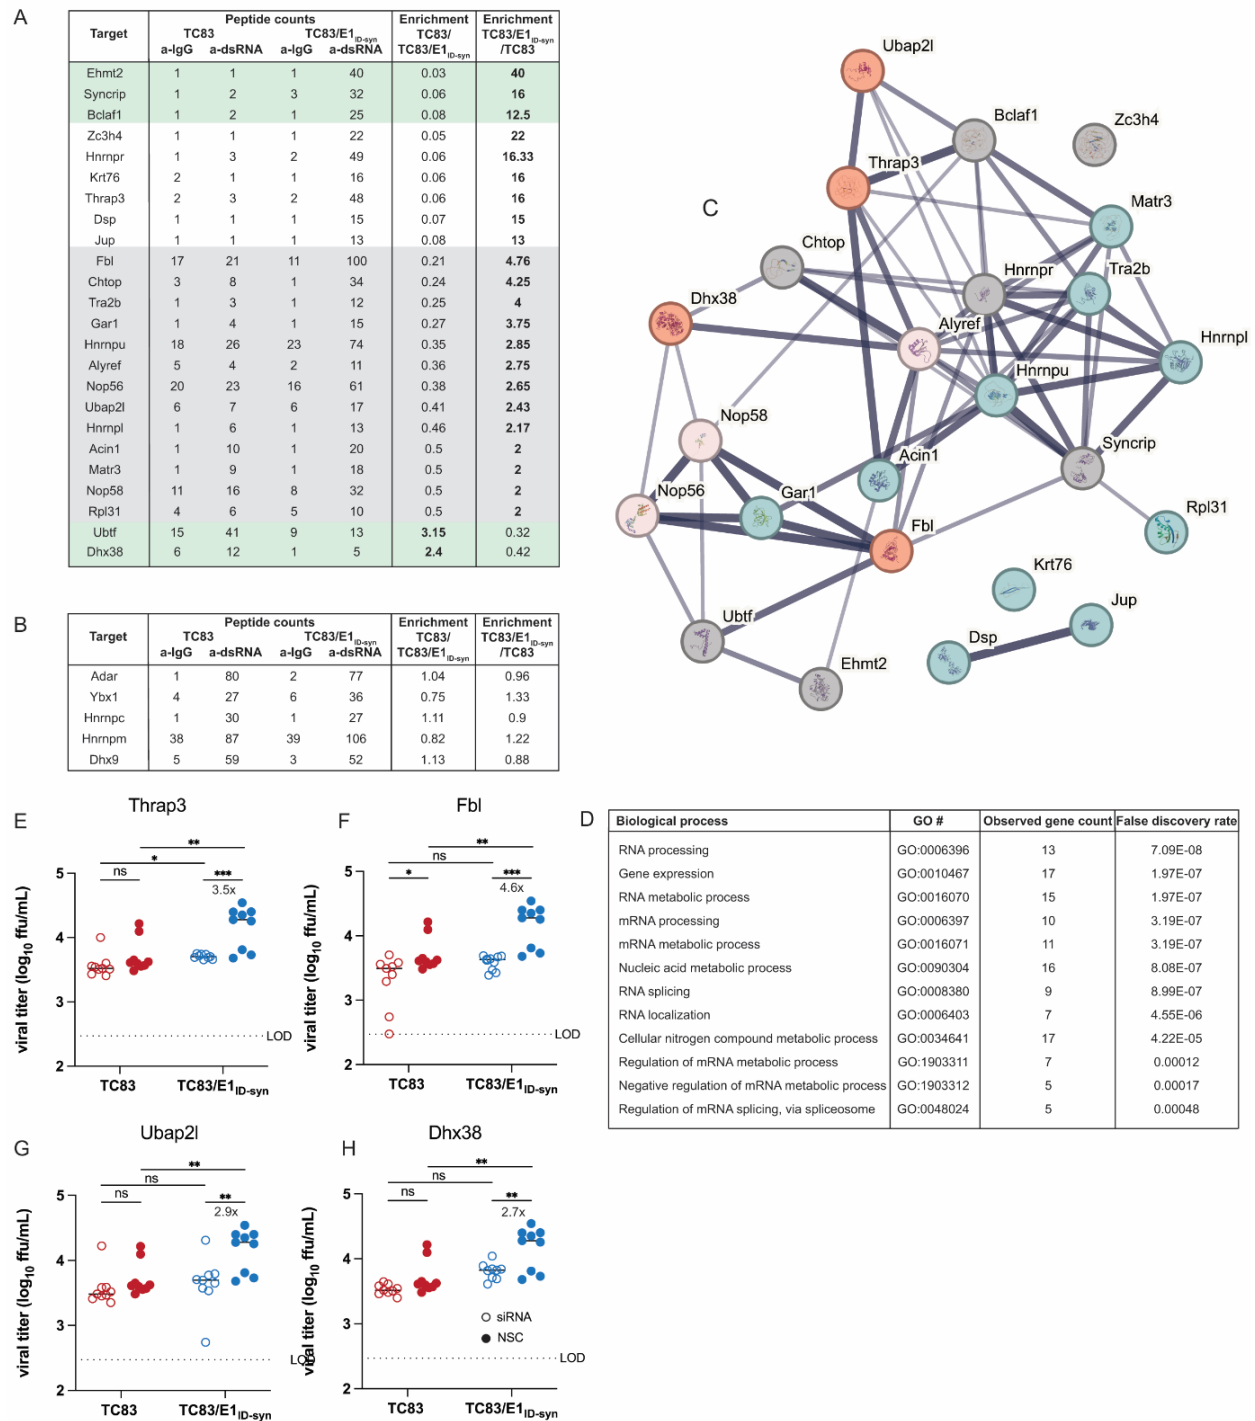 A
Target
Peptide counts
TC83
TC83/E1ID-syn
a-IgG a-dsRNA a-IgG a-dsRNA
Enrichment TC83/ TC83/E1ID-syn
Enrichment TC83/E1ID-syn /TC83
Ehmt2 1 1 1 40 0.03 40
Syncrip 1 2 3 32 0.06 16
Bclaf1 1 2 1 25 0.08 12.5
Zc3h4 1 1 1 22 0.05 22
Hnrnpr 1 3 2 49 0.06 16.33
Krt76 2 1 1 16 0.06 16
Thrap3 2 3 2 48 0.06 16
Dsp 1 1 1 15 0.07 15
Jup 1 1 1 13 0.08 13
Fbl 17 21 11 100 0.21 4.76
Chtop 3 8 1 34 0.24 4.25
Tra2b 1 3 1 12 0.25 4
Gar1 1 4 1 15 0.27 3.75
Hnrnpu 18 26 23 74 0.35 2.85
Alyref 5 4 2 11 0.36 2.75
Nop56 20 23 16 61 0.38 2.65
Ubap2l 6 7 6 17 0.41 2.43
Hnrnpl 1 6 1 13 0.46 2.17
Acin1 1 10 1 20 0.5 2
Matr3 1 9 1 18 0.5 2
Nop58 11 16 8 32 0.5 2
Rpl31 4 6 5 10 0.5 2
Ubtf 15 41 9 13 3.15 0.32
Dhx38 6 12 1 5 2.4 0.42
B
Target
Peptide counts
TC83
TC83/E1ID-syn
a-IgG a-dsRNA a-IgG a-dsRNA
Enrichment TC83/ TC83/E1ID-syn
Enrichment TC83/E1ID-syn /TC83
Adar 1 80 2 77 1.04 0.96
Ybx1 4 27 6 36 0.75 1.33
Hnrnpc 1 30 1 27 1.11 0.9
Hnrnpm 38 87 39 106 0.82 1.22
Dhx9 5 59 3 52 1.13 0.88
C
Ubap2l
Bclaf1
Zc3h4
Thrap3
Matr3
Chtop
Hnrnpr
Tra2b
Dhx38
Alyref
Hnrnpl
Hnrnpu
Nop58
Syncrip
Acin1
Nop56
Gar1
Rpl31
Fbl
Krt76
Jup
Ubtf
Dsp
Ehmt2
D
Biological process GO # Observed gene count False discovery rate
RNA processing GO:0006396 13 7.09E-08
Gene expression GO:0010467 17 1.97E-07
RNA metabolic process GO:0016070 15 1.97E-07
mRNA processing GO:0006397 10 3.19E-07
mRNA metabolic process GO:0016071 11 3.19E-07
Nucleic acid metabolic process GO:0090304 16 8.08E-07
RNA splicing GO:0008380 9 8.99E-07
RNA localization GO:0006403 7 4.55E-06
Cellular nitrogen compound metabolic process GO:0034641 17 4.22E-05
Regulation of mRNA metabolic process GO:1903311 7 0.00012
Negative regulation of mRNA metabolic process GO:1903312 5 0.00017
Regulation of mRNA splicing, via spliceosome GO:0048024 5 0.00048
E
Thrap3
viral titer (log10 ffu/mL)
5
4
3
2
**
*
ns
***
3.5x
LOD
TC83
TC83/E1ID-syn
F
Fbl
viral titer (log10 ffu/mL)
5
4
3
2
**
ns
*
***
4.6x
LOD
TC83
TC83/E1ID-syn
G
Ubap2l
viral titer (log10 ffu/mL)
5
4
3
2
**
ns
ns
**
2.9x
LOD
TC83
TC83/E1ID-syn
H
Dhx38
viral titer (log10 ffu/mL)
5
4
3
2
**
ns
ns
**
2.7x
siRNA
NSC
LOD
TC83
TC83/E1ID-syn